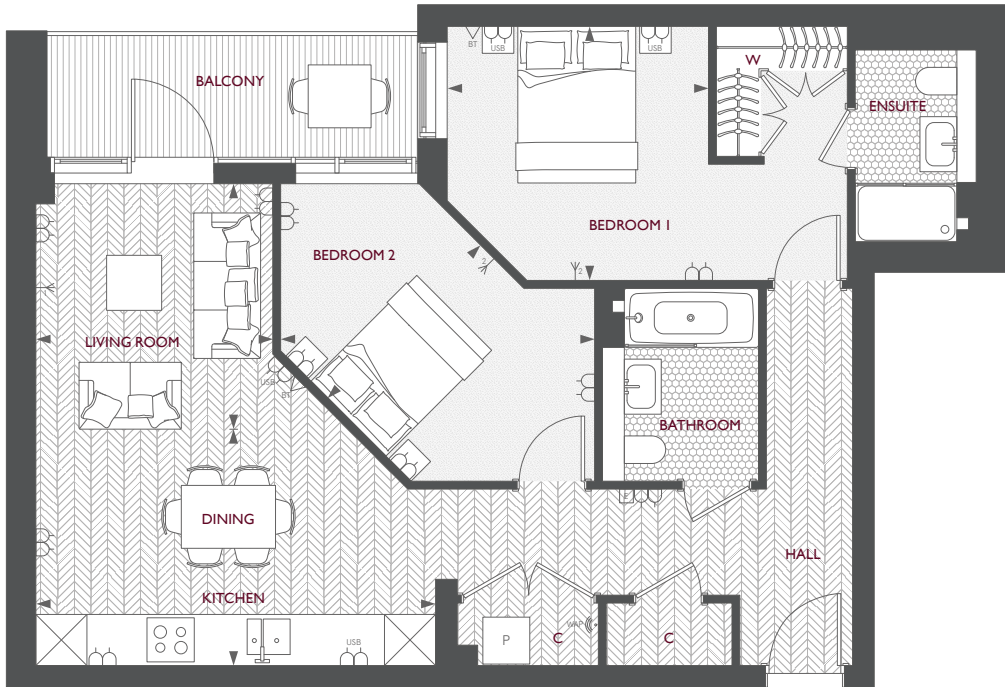 BT
USB
USB
W
BALCONY
ENSUITE
BEDROOM 1
BEDROOM 2
2
2
LIVING ROOM
USB
BT
BATHROOM
E
DINING
HALL
KITCHEN
WAP
P
C
C
USB